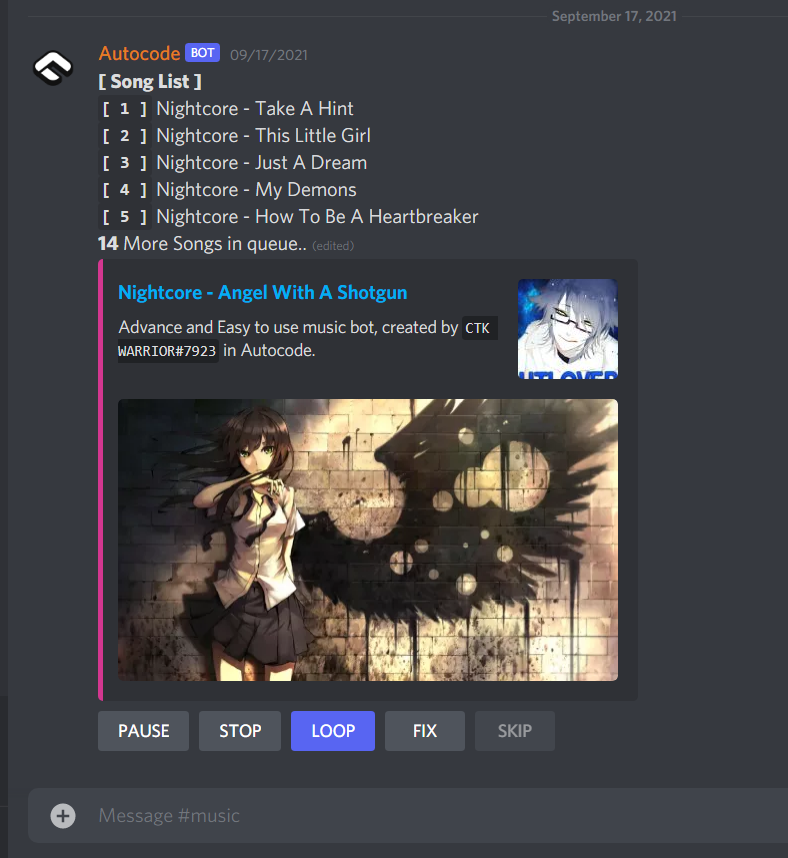 September 17, 2021
Autocode BOT 09/17/2021
[ Song List ]
[ 1 ] Nightcore - Take A Hint
[ 2 ] Nightcore - This Little Girl
[ 3 ] Nightcore - Just A Dream
[ 4 ] Nightcore - My Demons
[ 5 ] Nightcore - How To Be A Heartbreaker
14 More Songs in queue.. (edited)
Nightcore - Angel With A Shotgun
Advance and Easy to use music bot, created by CTK
WARRIOR#7923 in Autocode.
PAUSE STOP LOOP FIX SKIP
Message #music